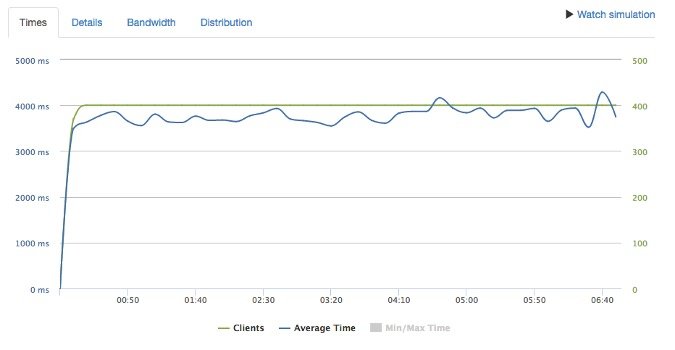 Times Details Bandwidth Distribution ▶ Watch simulation
5000 ms 500
4000 ms 400
3000 ms 300
2000 ms 200
1000 ms 100
0 ms 0
00:50 01:40 02:30 03:20 04:10 05:00 05:50 06:40
Clients Average Time Min/Max Time